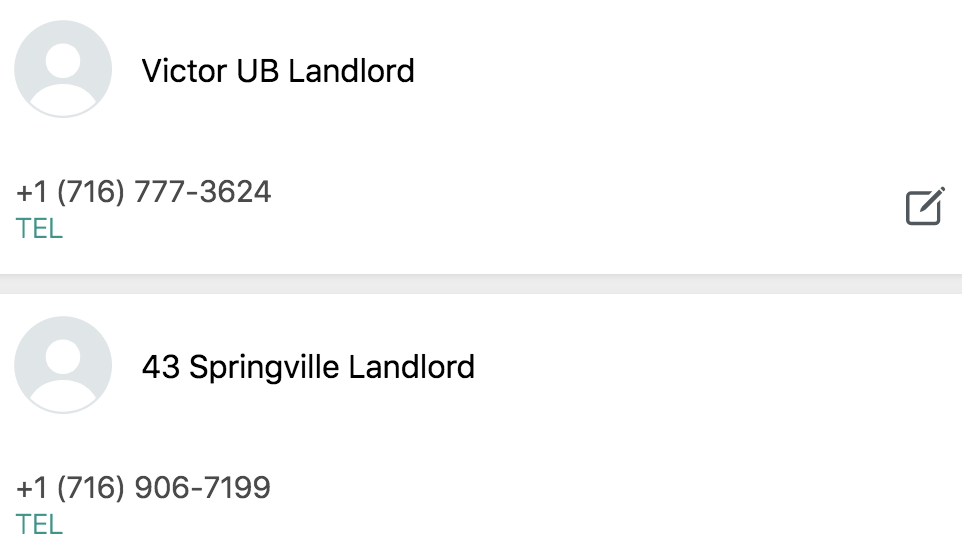 Victor UB Landlord
+1 (716) 777-3624
TEL
43 Springville Landlord
+1 (716) 906-7199
TEL